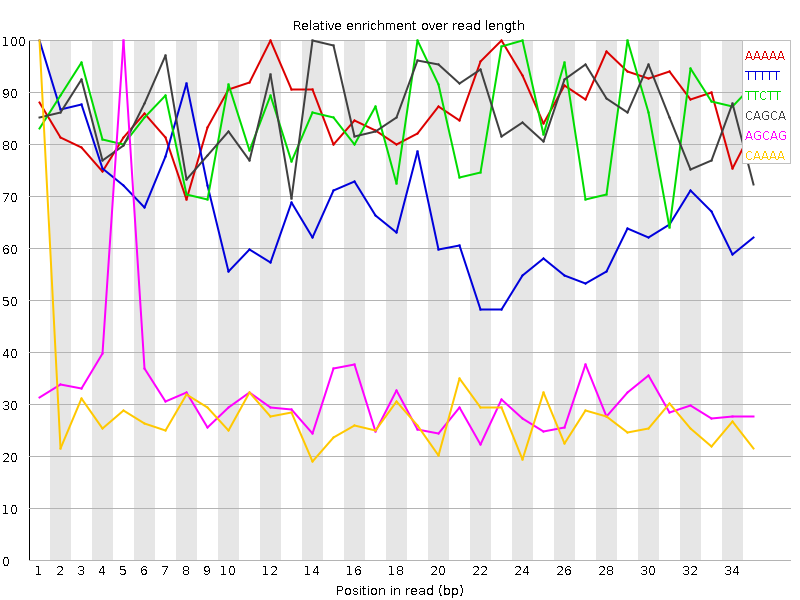 Relative enrichment over read length
100
90
80
70
60
50
40
30
20
10
0
AAAAA
TTTTT
TTCTT
CAGCA
AGCAG
CAAAA
1 2 3 4 5 6 7 8 9 10 12 14 16 18 20 22 24 26 28 30 32 34
Position in read (bp)